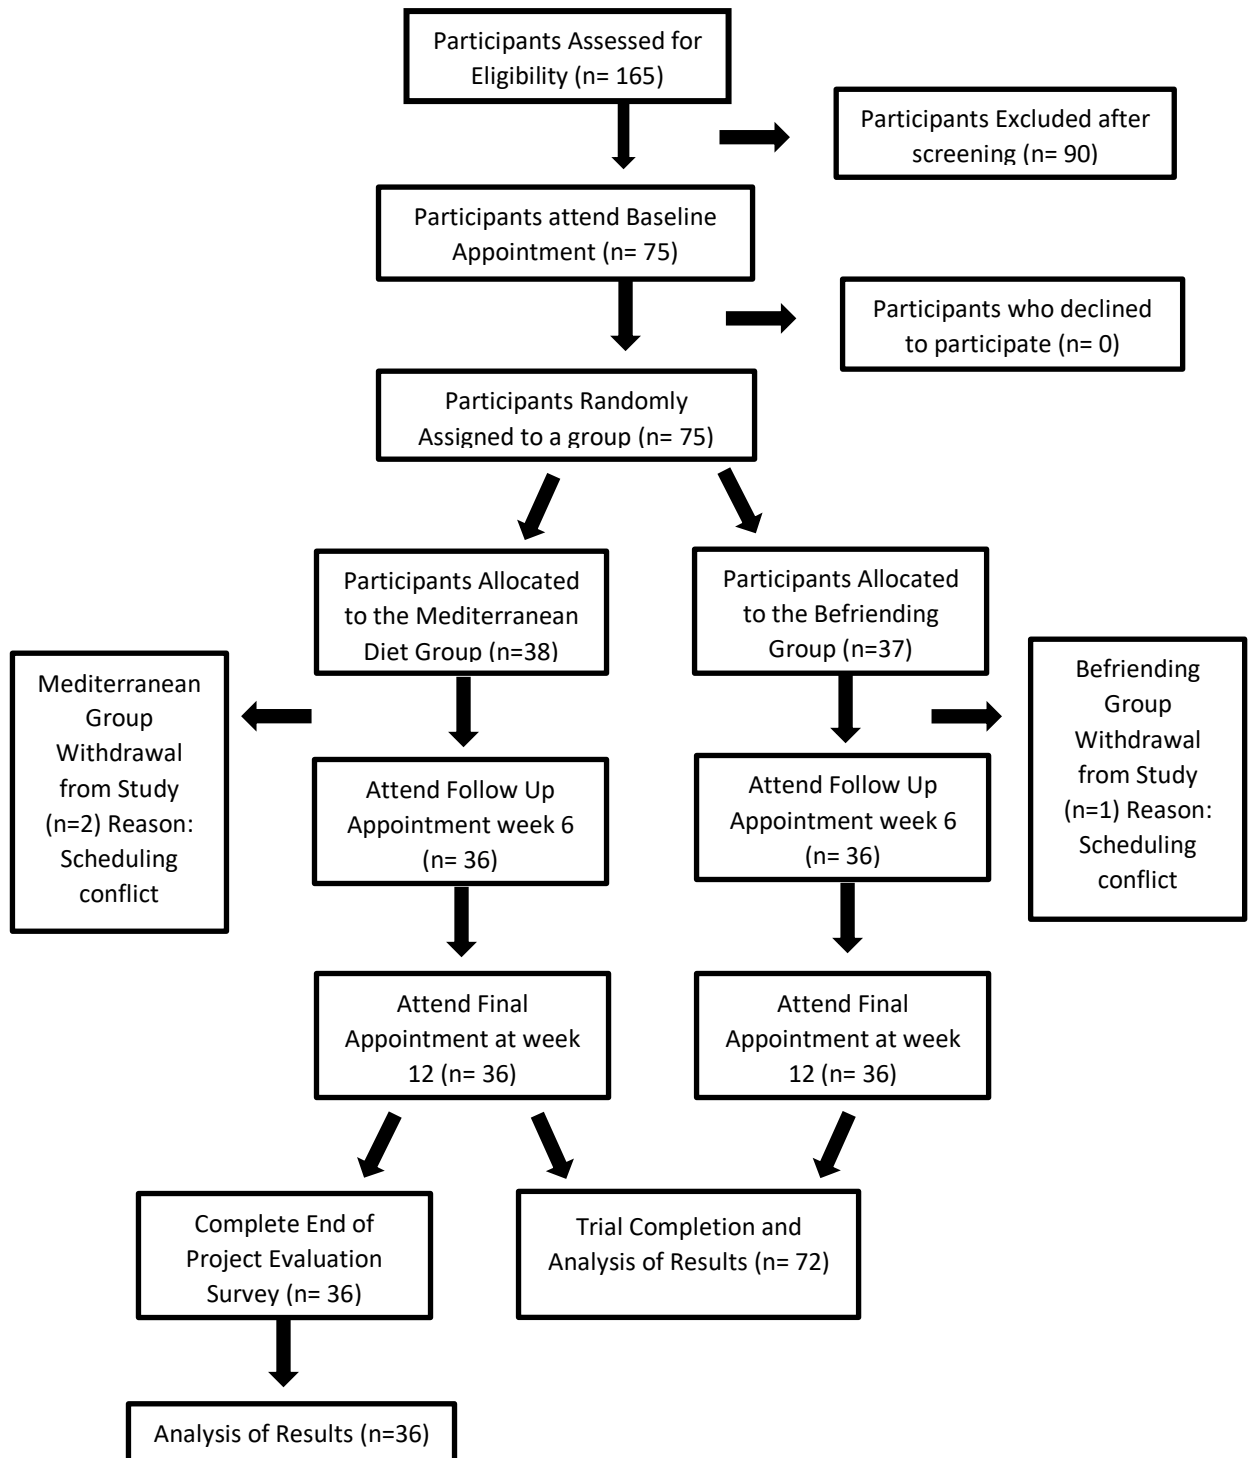 Participants Assessed for
Eligibility (n= 165)
Participants Excluded after
screening (n= 90)
Participants attend Baseline
Appointment (n= 75)
Participants who declined
to participate (n= 0)
Participants Randomly
Assigned to a group (n= 75)
Participants Allocated
to the Mediterranean
Diet Group (n=38)
Participants Allocated
to the Befriending
Group (n=37)
Mediterranean
Group
Withdrawal
from Study
(n=2) Reason:
Scheduling
conflict
Befriending
Group
Withdrawal
from Study
(n=1) Reason:
Scheduling
conflict
Attend Follow Up
Appointment week 6
(n= 36)
Attend Follow Up
Appointment week 6
(n= 36)
Attend Final
Appointment at week
12 (n= 36)
Attend Final
Appointment at week
12 (n= 36)
Complete End of
Project Evaluation
Survey (n= 36)
Trial Completion and
Analysis of Results (n= 72)
Analysis of Results (n=36)